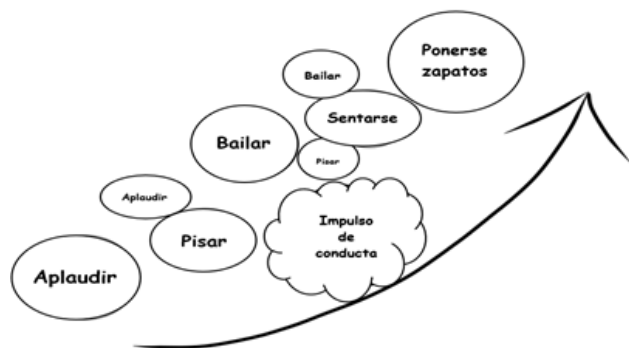 Ponerse
zapatos
Bailar
Sentarse
Bailar
Pisar
Aplaudir
Pisar
Impulso
de
conducta
Aplaudir